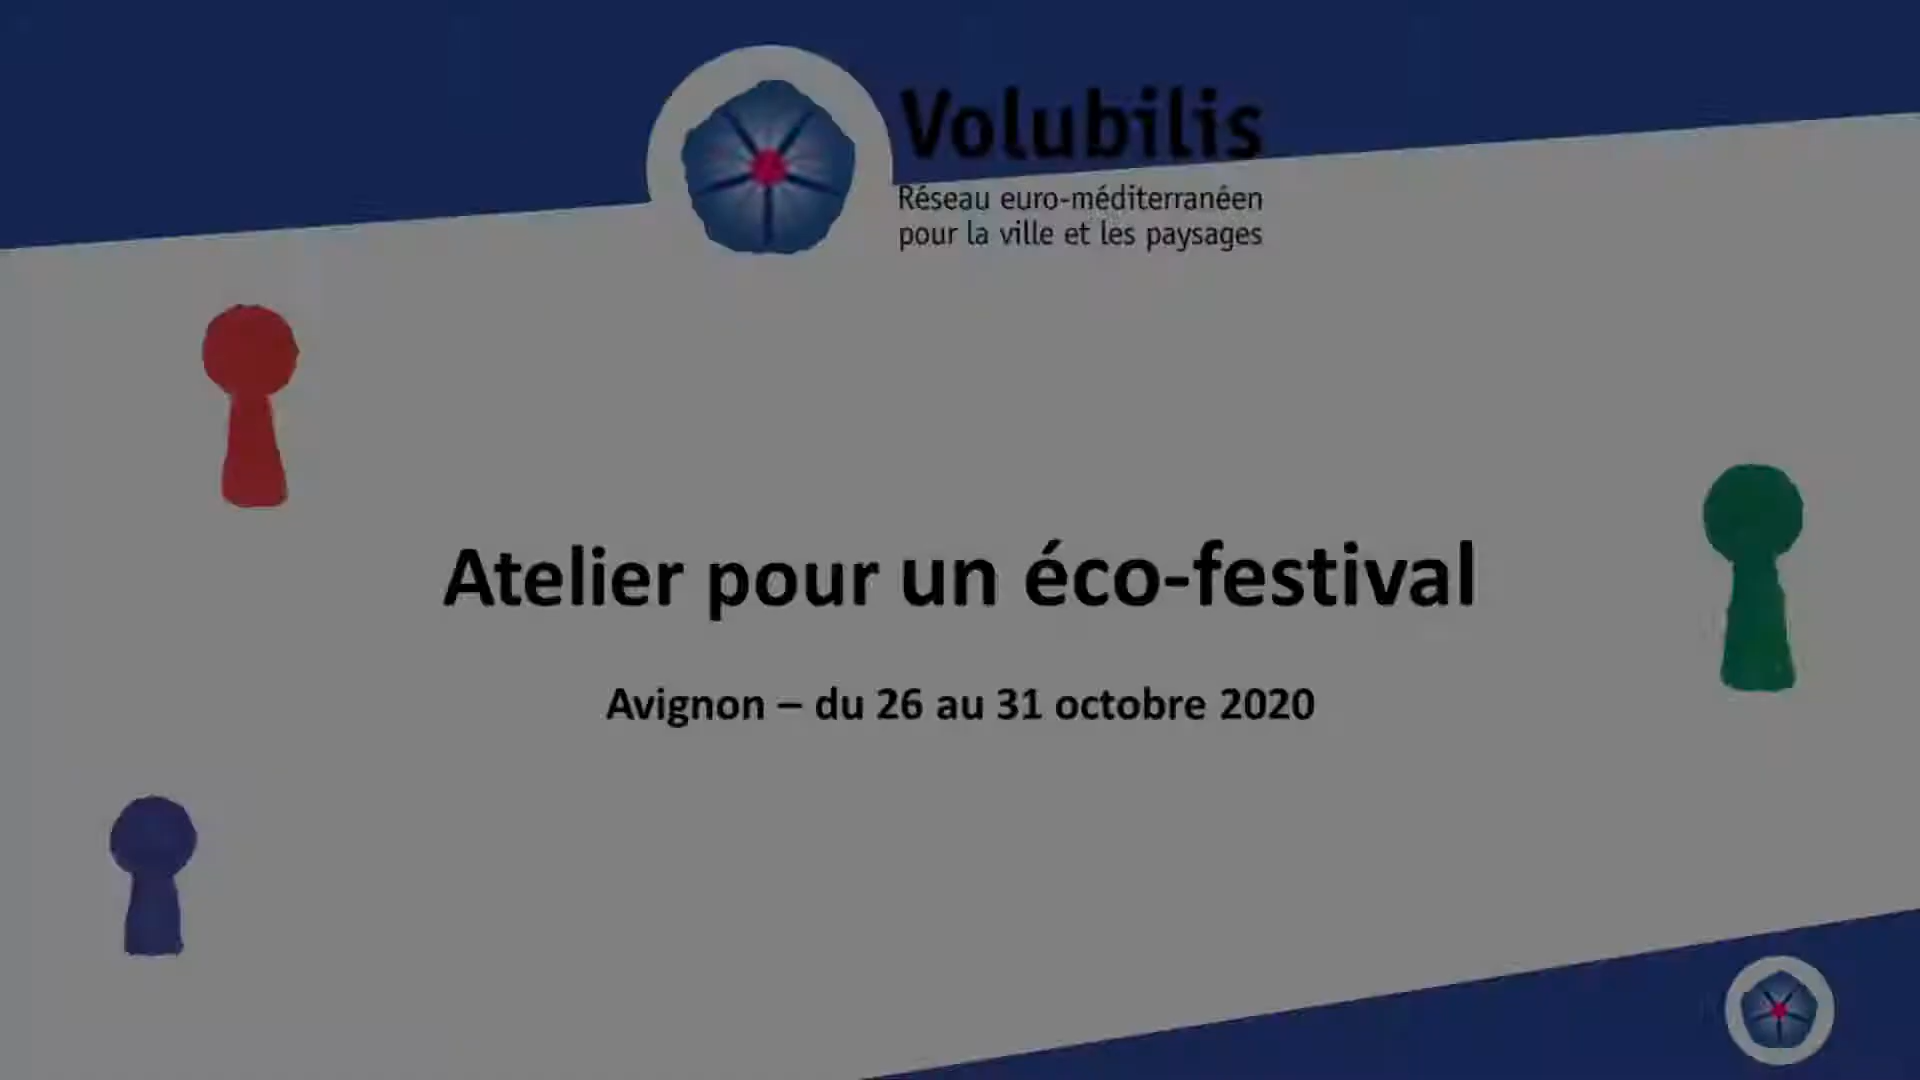 Volubilis
Réseau euro-méditerranéen
pour la ville et les paysages
Atelier pour un éco-festival
Avignon – du 26 au 31 octobre 2020